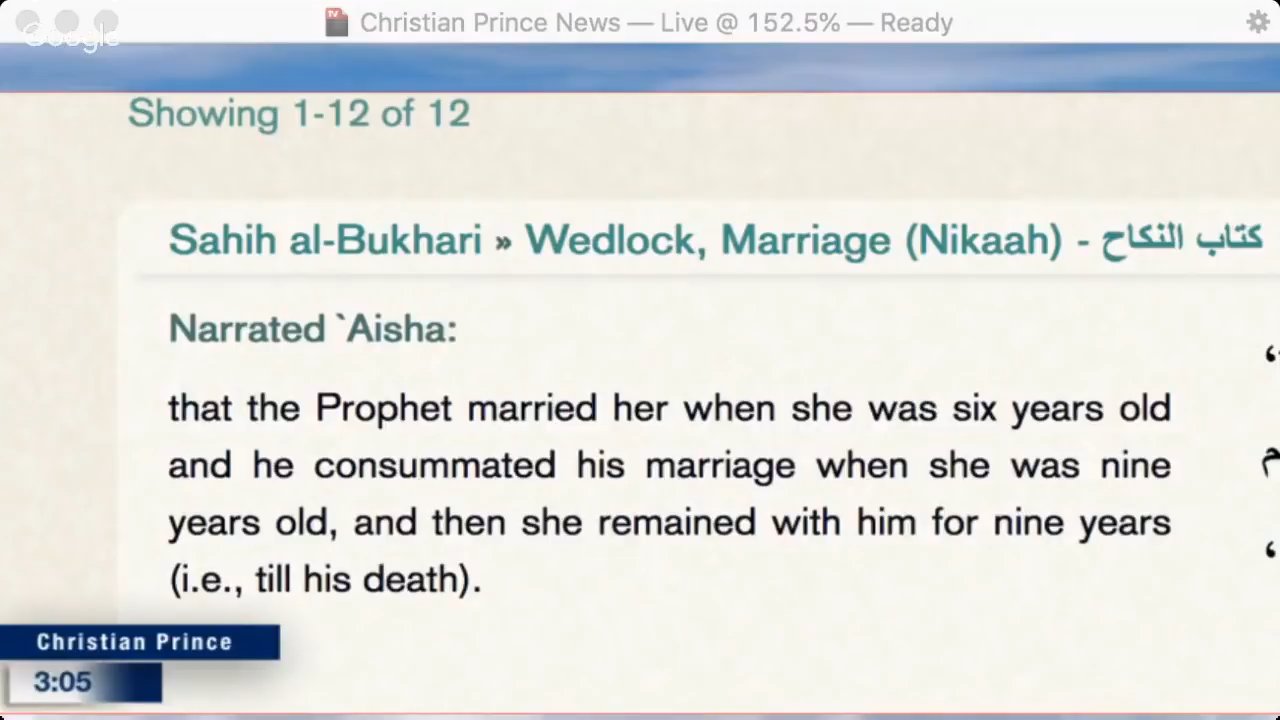 Christian Prince News — Live @ 152.5% — Ready
Google
Showing 1-12 of 12
Sahih al-Bukhari » Wedlock, Marriage (Nikaah) - كتاب النكاح
Narrated `Aisha:
that the Prophet married her when she was six years old
and he consummated his marriage when she was nine
years old, and then she remained with him for nine years
(i.e., till his death).
Christian Prince
3:05